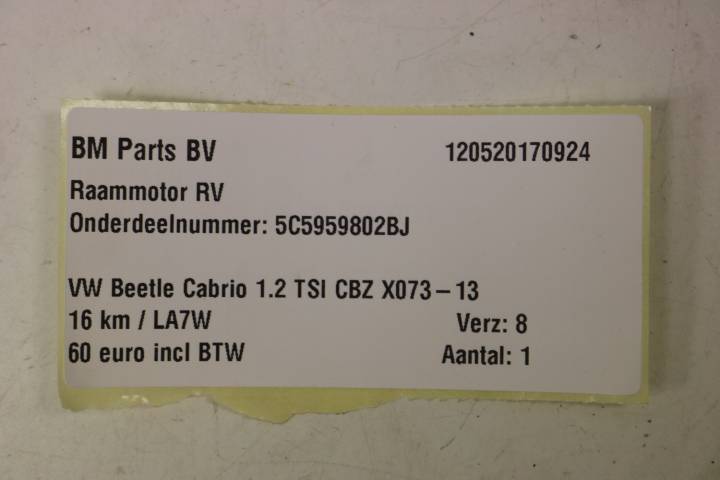 BM Parts BV 120520170924
Raammotor RV
Onderdeelnummer: 5C5959802BJ
VW Beetle Cabrio 1.2 TSI CBZ X073-13
16 km / LA7W Verz: 8
60 euro incl BTW Aantal: 1